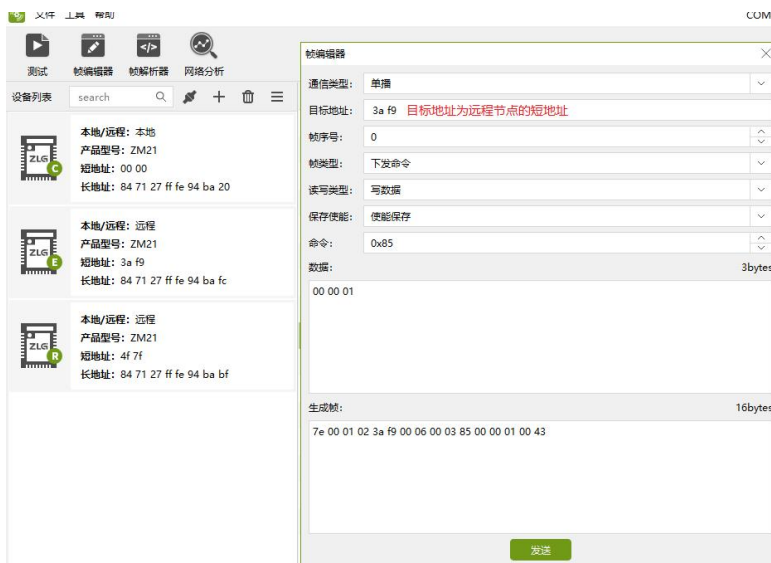 文件 工具 帮助
COM
测试 帧编辑器 帧解析器 网络分析
设备列表 search
ZLG C
本地/远程: 本地
产品型号: ZM21
短地址: 00 00
长地址: 84 71 27 ff fe 94 ba 20
ZLG E
本地/远程: 远程
产品型号: ZM21
短地址: 3a f9
长地址: 84 71 27 ff fe 94 ba fc
ZLG R
本地/远程: 远程
产品型号: ZM21
短地址: 4f 7f
长地址: 84 71 27 ff fe 94 ba bf
帧编辑器
通信类型: 单播
目标地址: 3a f9 目标地址为远程节点的短地址
帧序号: 0
帧类型: 下发命令
读写类型: 写数据
保存使能: 使能保存
命令: 0x85
数据: 3bytes
00 00 01
生成帧: 16bytes
7e 00 01 02 3a f9 00 06 00 03 85 00 00 01 00 43
发送